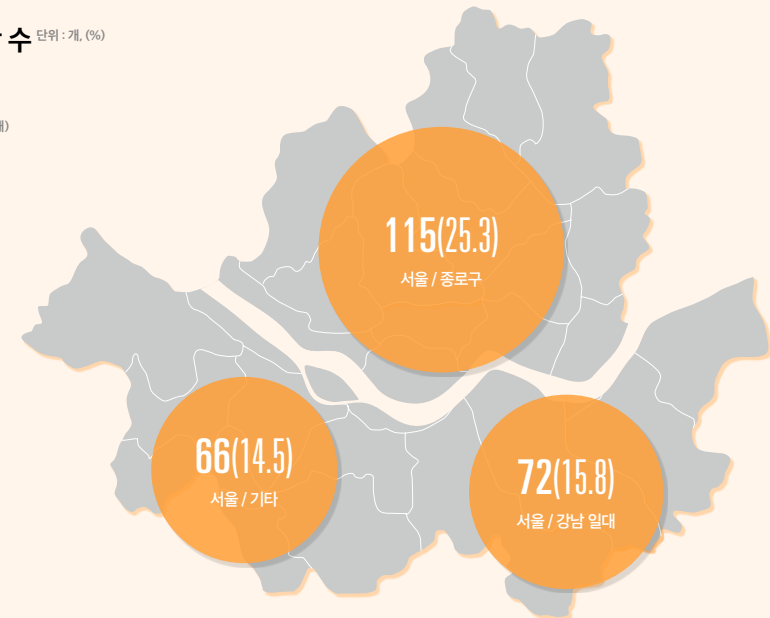 수 단위 : 개, (%)
115(25.3)
서울 / 종로구
66(14.5)
서울 / 기타
72(15.8)
서울 / 강남 일대